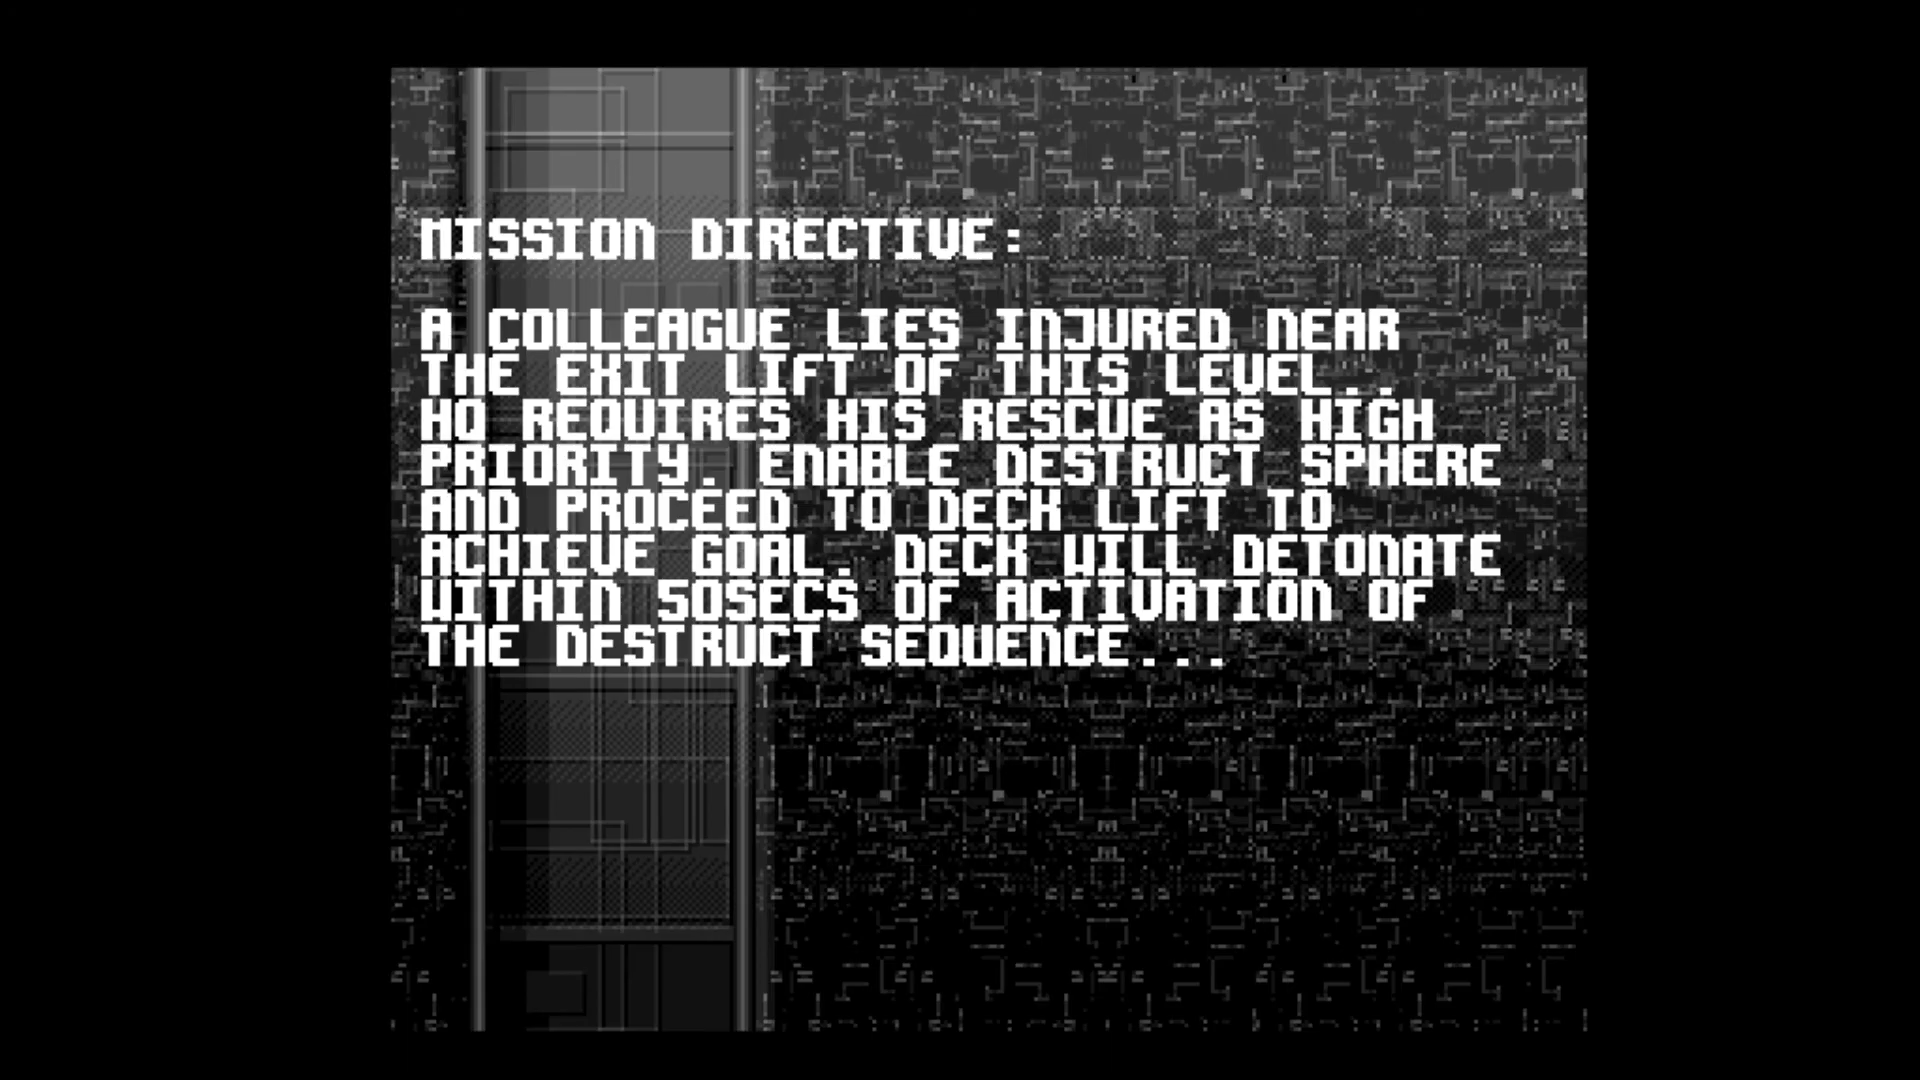 MISSION DIRECTIVE:
A COLLEAGUE LIES INJURED NEAR
THE EXIT LIFT OF THIS LEVEL..
HQ REQUIRES HIS RESCUE AS HIGH
PRIORITY. ENABLE DESTRUCT SPHERE
AND PROCEED TO DECK LIFT TO
ACHIEVE GOAL. DECK WILL DETONATE
WITHIN 50SECS OF ACTIVATION OF
THE DESTRUCT SEQUENCE...